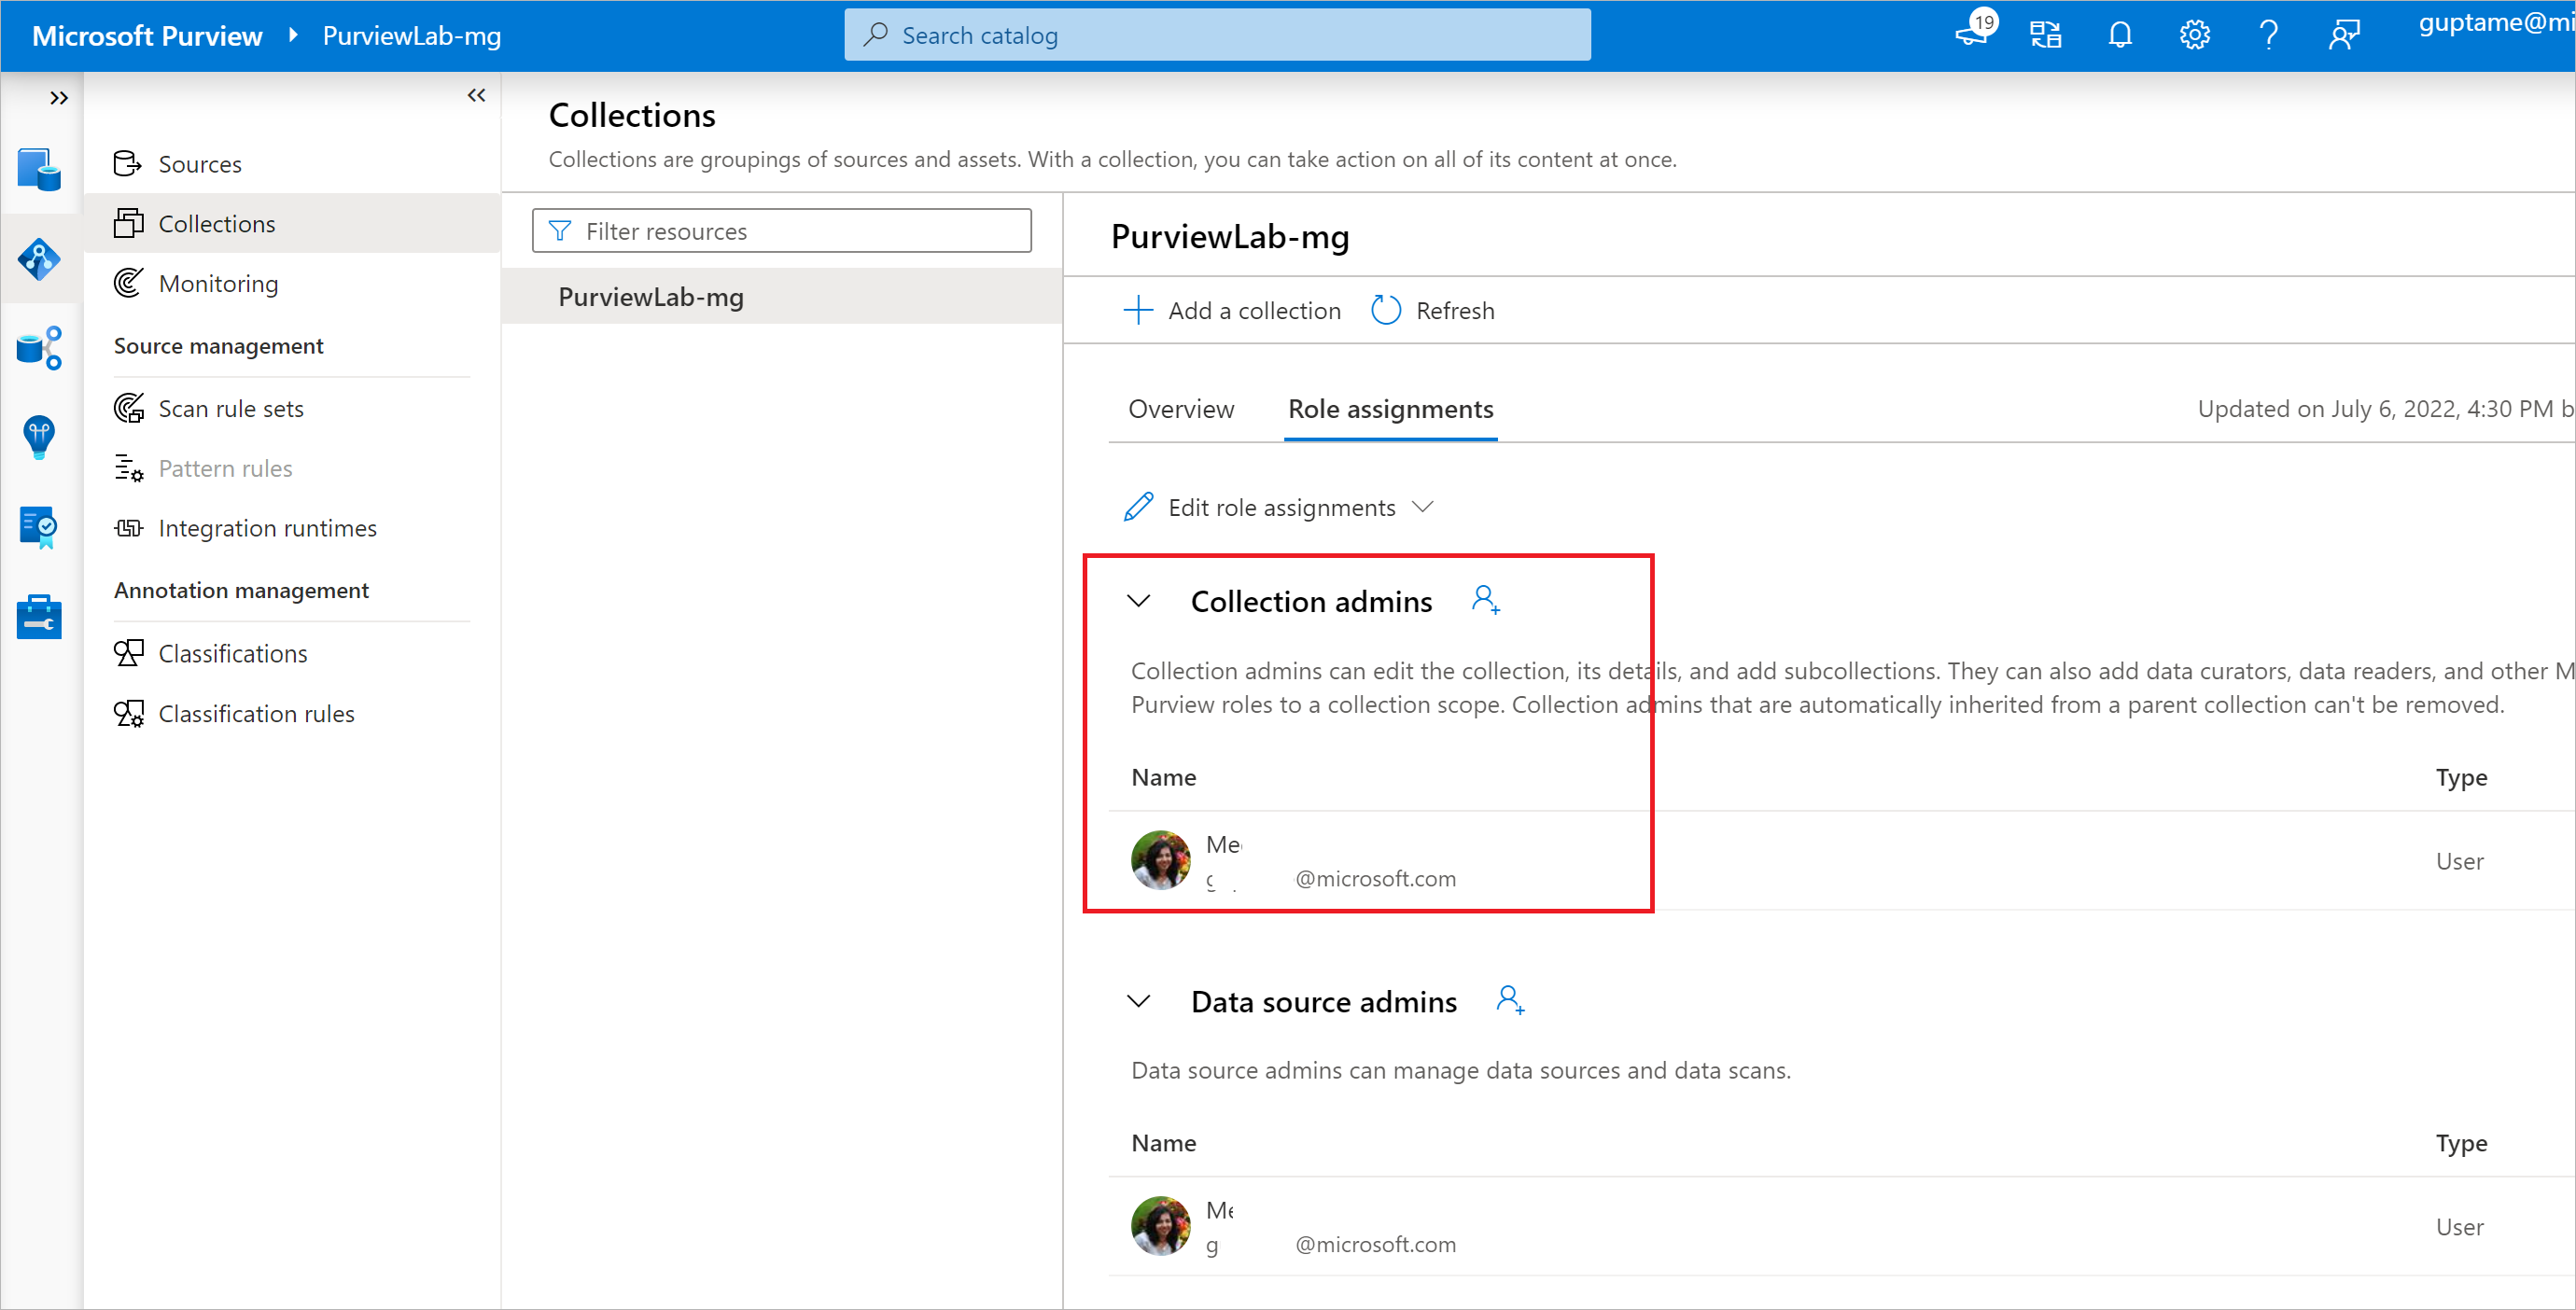 Microsoft Purview PurviewLab-mg
Search catalog
19
guptame@mi
Sources
Collections
Monitoring
Source management
Scan rule sets
Pattern rules
Integration runtimes
Annotation management
Classifications
Classification rules
Collections
Collections are groupings of sources and assets. With a collection, you can take action on all of its content at once.
Filter resources
PurviewLab-mg
PurviewLab-mg
Add a collection Refresh
Overview Role assignments
Updated on July 6, 2022, 4:30 PM b
Edit role assignments
Collection admins
Collection admins can edit the collection, its details, and add subcollections. They can also add data curators, data readers, and other M
Purview roles to a collection scope. Collection admins that are automatically inherited from a parent collection can't be removed.
Name Type
Me
@microsoft.com
User
Data source admins
Data source admins can manage data sources and data scans.
Name Type
Me
g @microsoft.com
User